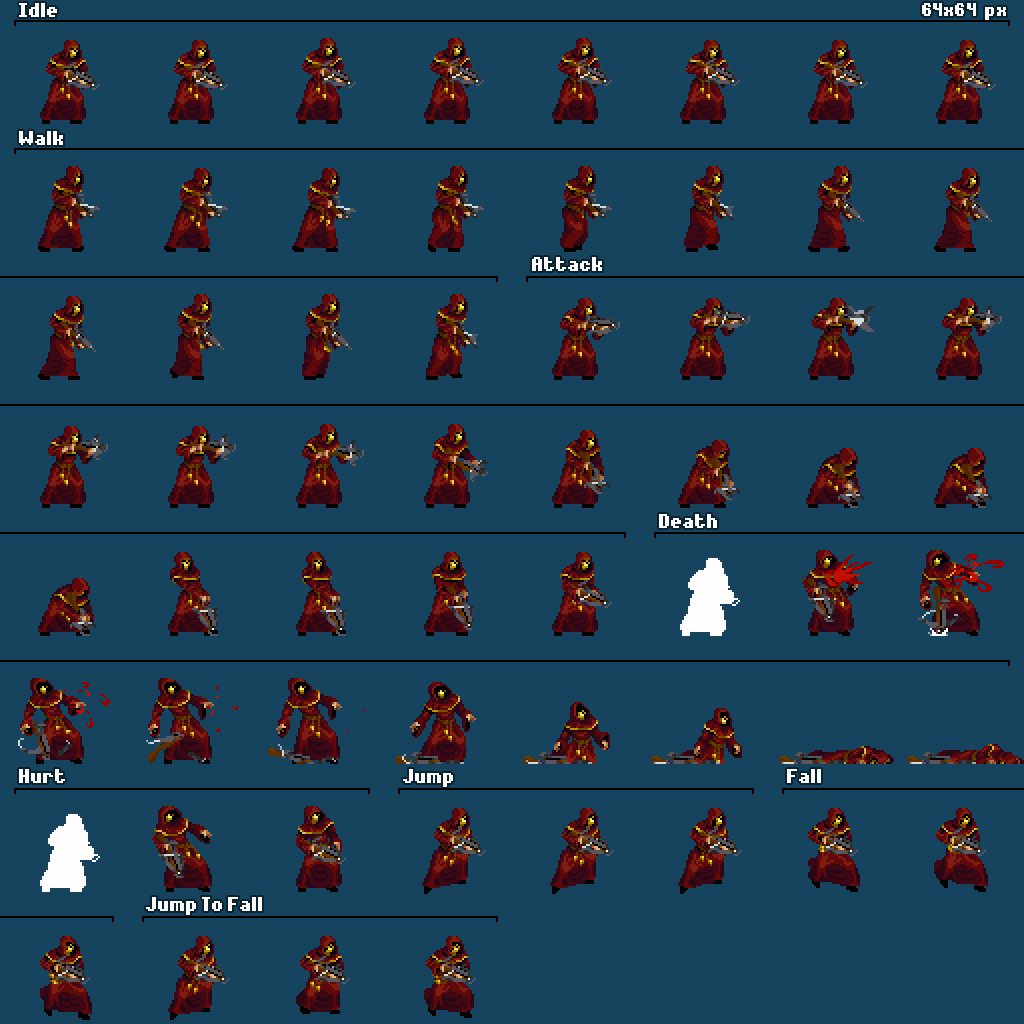 Idle
64x64 px
Walk
Attack
Death
Hurt
Jump
Fall
Jump To Fall